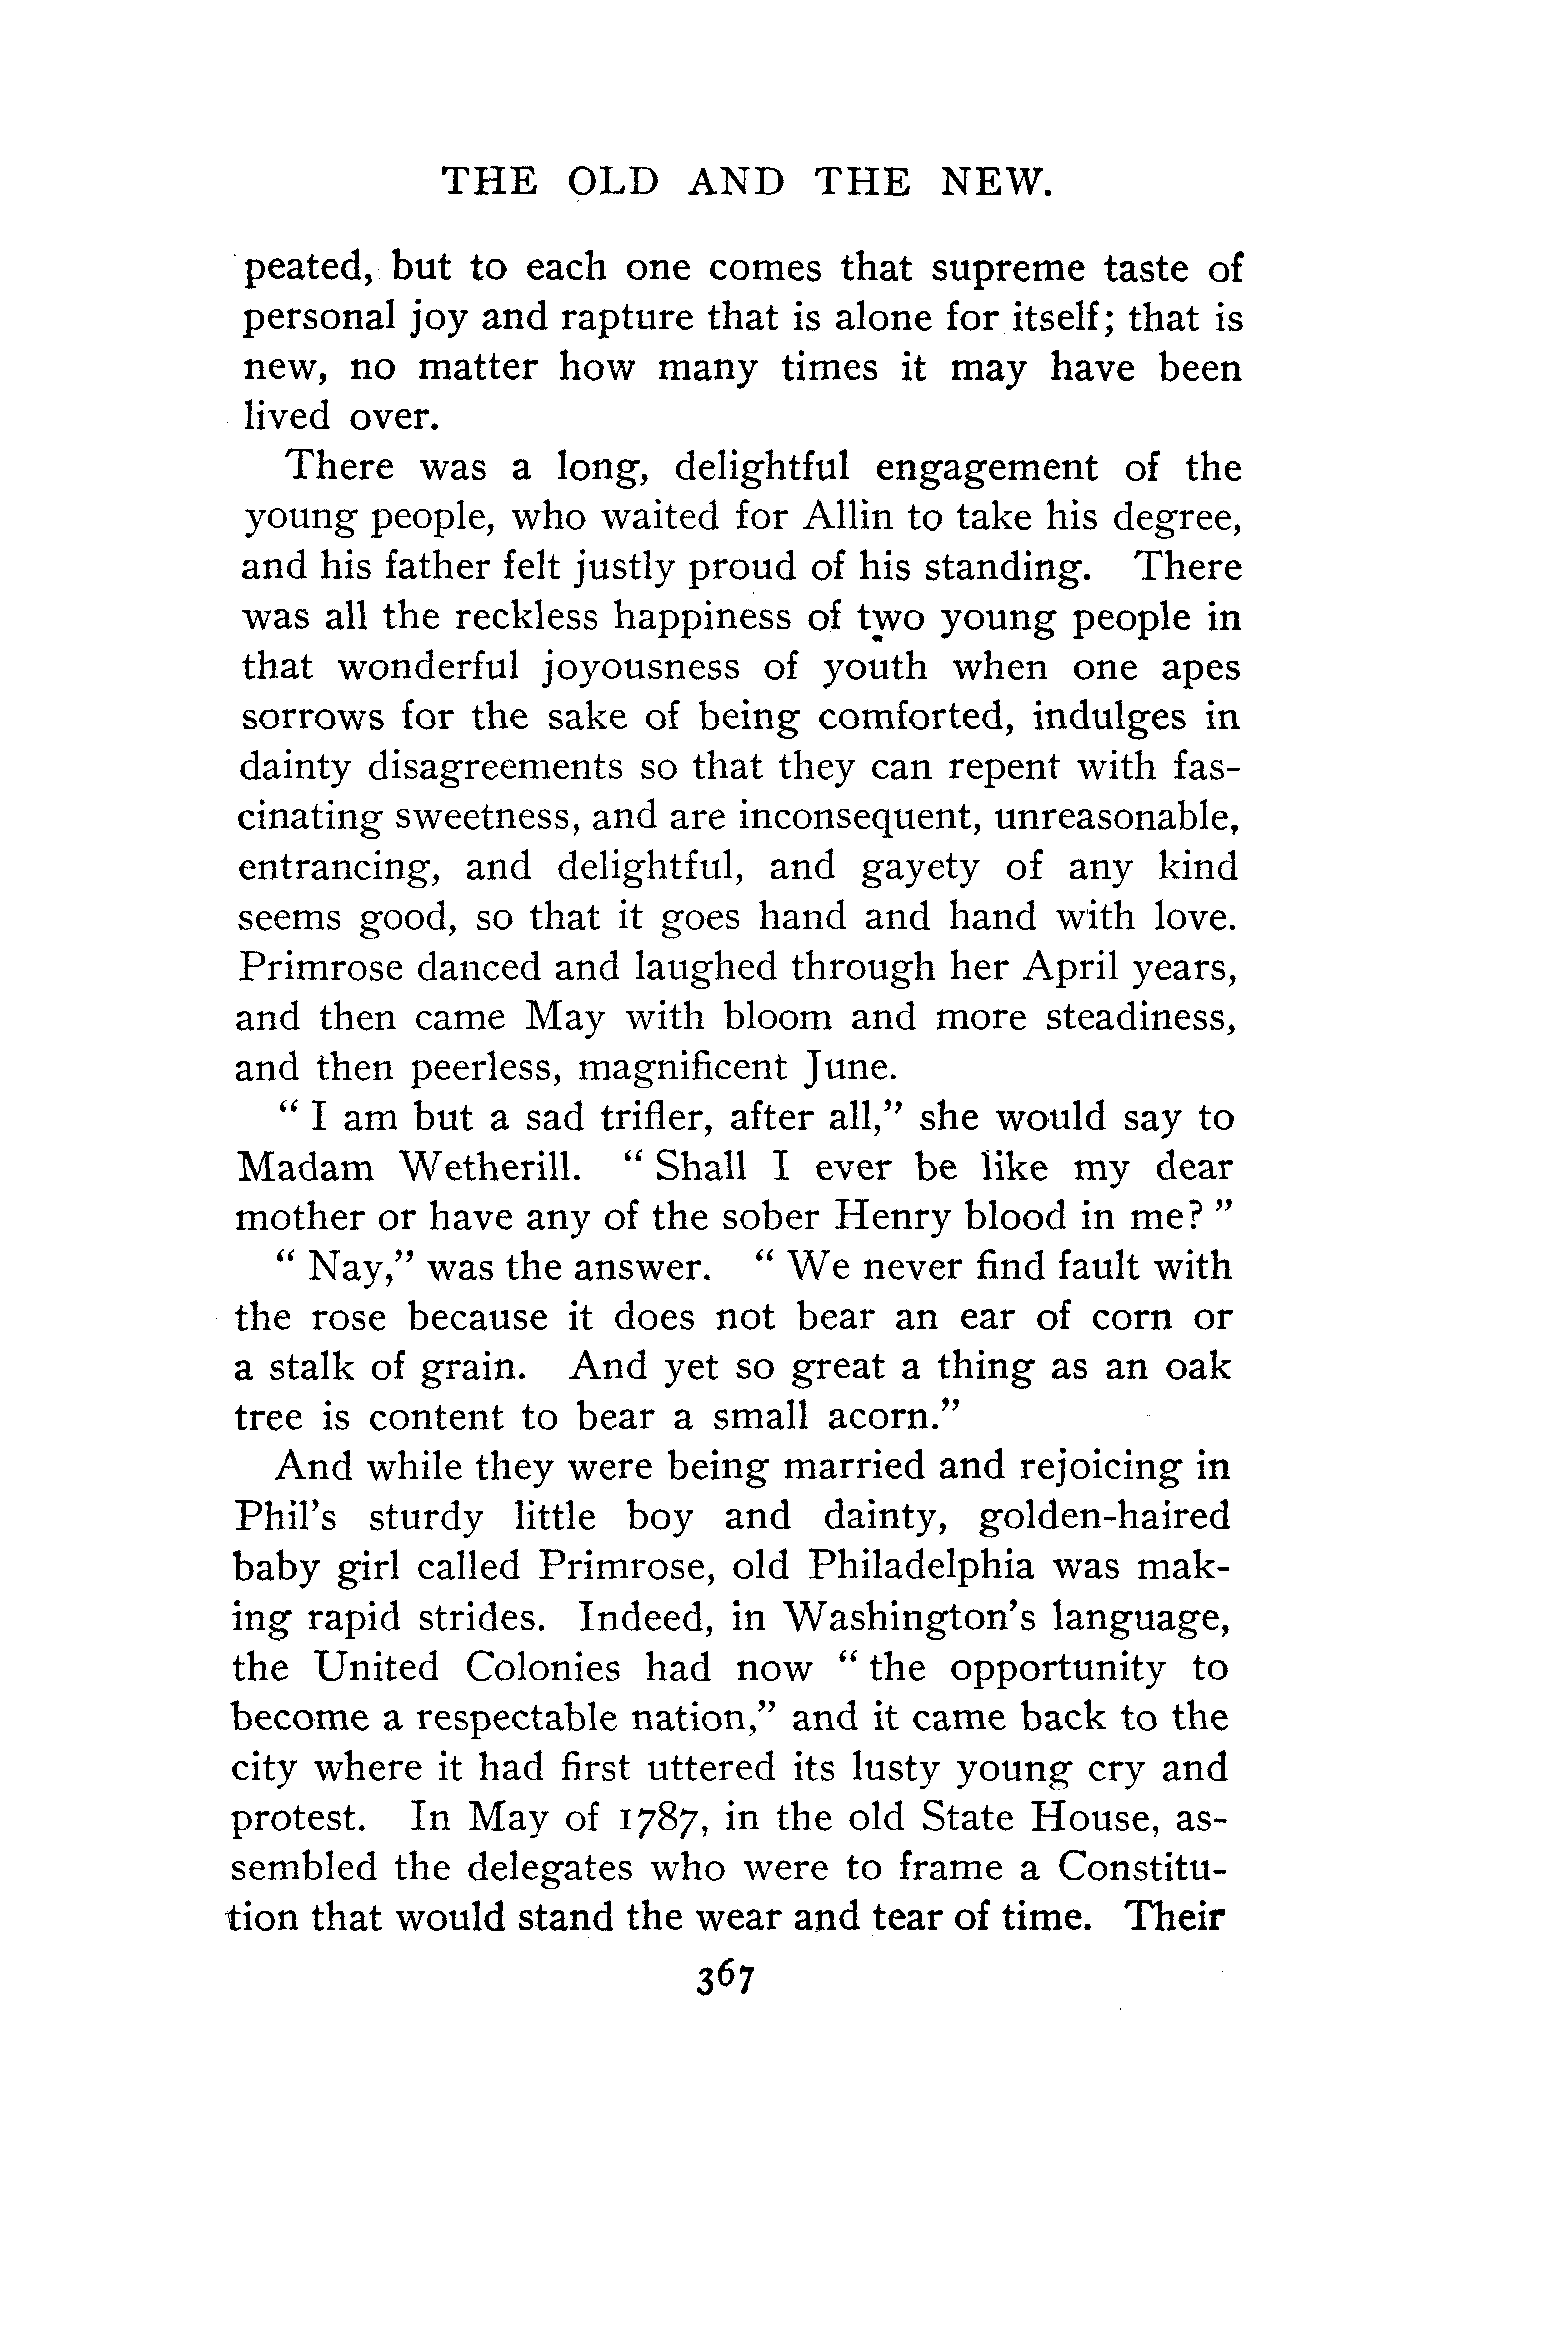 THE OLD AND THE NEW.
peated, but to each one comes that supreme taste of
personal joy and rapture that is alone for itself; that is
new, no matter how many times it may have been
lived over.
There was a long, delightful engagement of the
young people, who waited for Allin to take his degree,
and his father felt justly proud of his standing. There
was all the reckless happiness of two young people in
that wonderful joyousness of youth when one apes
sorrows for the sake of being comforted, indulges in
dainty disagreements so that they can repent with fas-
cinating sweetness, and are inconsequent, unreasonable,
entrancing, and delightful, and gayety of any kind
seems good, so that it goes hand and hand with love.
Primrose danced and laughed through her April years,
and then came May with bloom and more steadiness,
and then peerless, magnificent June.
“ I am but a sad trifler, after all,” she would say to
Madam Wetherill. “ Shall I ever be like my dear
mother or have any of the sober Henry blood in me? ”
“ Nay,” was the answer. “ We never find fault with
the rose because it does not bear an ear of corn or
a stalk of grain. And yet so great a thing as an oak
tree is content to bear a small acorn.”
And while they were being married and rejoicing in
Phil’s sturdy little boy and dainty, golden-haired
baby girl called Primrose, old Philadelphia was mak-
ing rapid strides. Indeed, in Washington’s language,
the United Colonies had now “ the opportunity to
become a respectable nation,” and it came back to the
city where it had first uttered its lusty young cry and
protest. In May of 1787, in the old State House, as-
sembled the delegates who were to frame a Constitu-
tion that would stand the wear and tear of time. Their
367